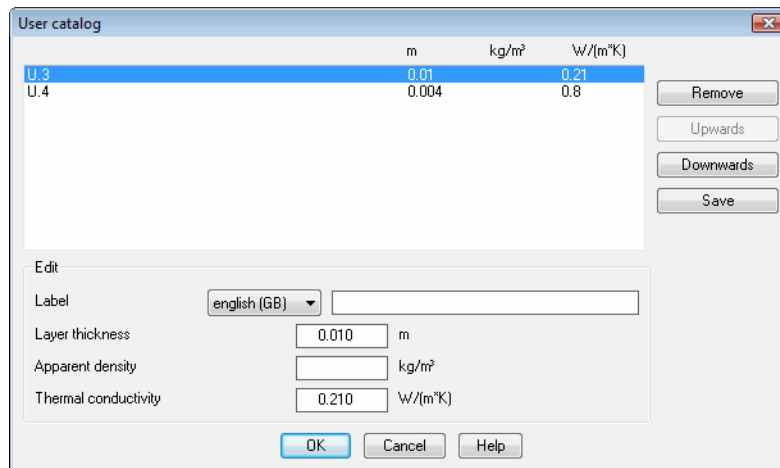 User catalog
m kg/m³ W/(m*K)
U.3 0.01 0.21
U.4 0.004 0.8
Remove
Upwards
Downwards
Save
Edit
Label english (GB)
Layer thickness 0.010 m
Apparent density kg/m³
Thermal conductivity 0.210 W/(m*K)
OK Cancel Help